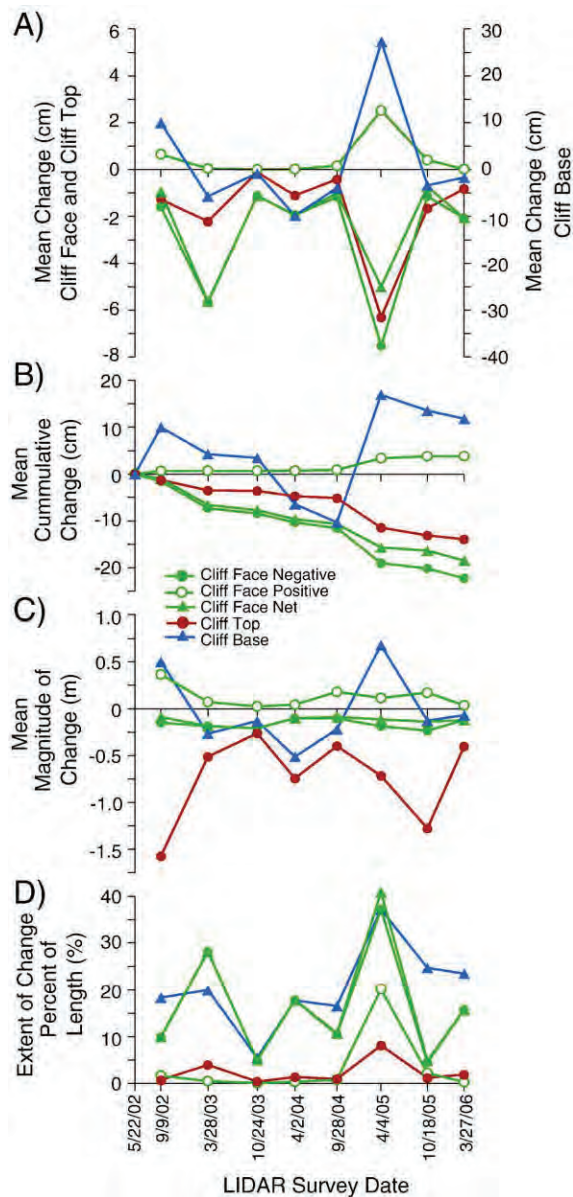 A)
6
4
2
0
-2
-4
-6
-8
Mean Change (cm)
Cliff Face and Cliff Top
30
20
10
0
-10
-20
-30
-40
Mean Change (cm)
Cliff Base
B)
20
10
0
-10
-20
Mean
Cummulative
Change (cm)
Cliff Face Negative
Cliff Face Positive
Cliff Face Net
Cliff Top
Cliff Base
C)
1.0
0.5
0
-0.5
-1.0
-1.5
Mean
Magnitude of
Change (m)
D)
40
30
20
10
0
Extent of Change
Percent of
Length (%)
5/22/02
9/9/02
3/28/03
10/24/03
4/2/04
9/28/04
4/4/05
10/18/05
3/27/06
LIDAR Survey Date